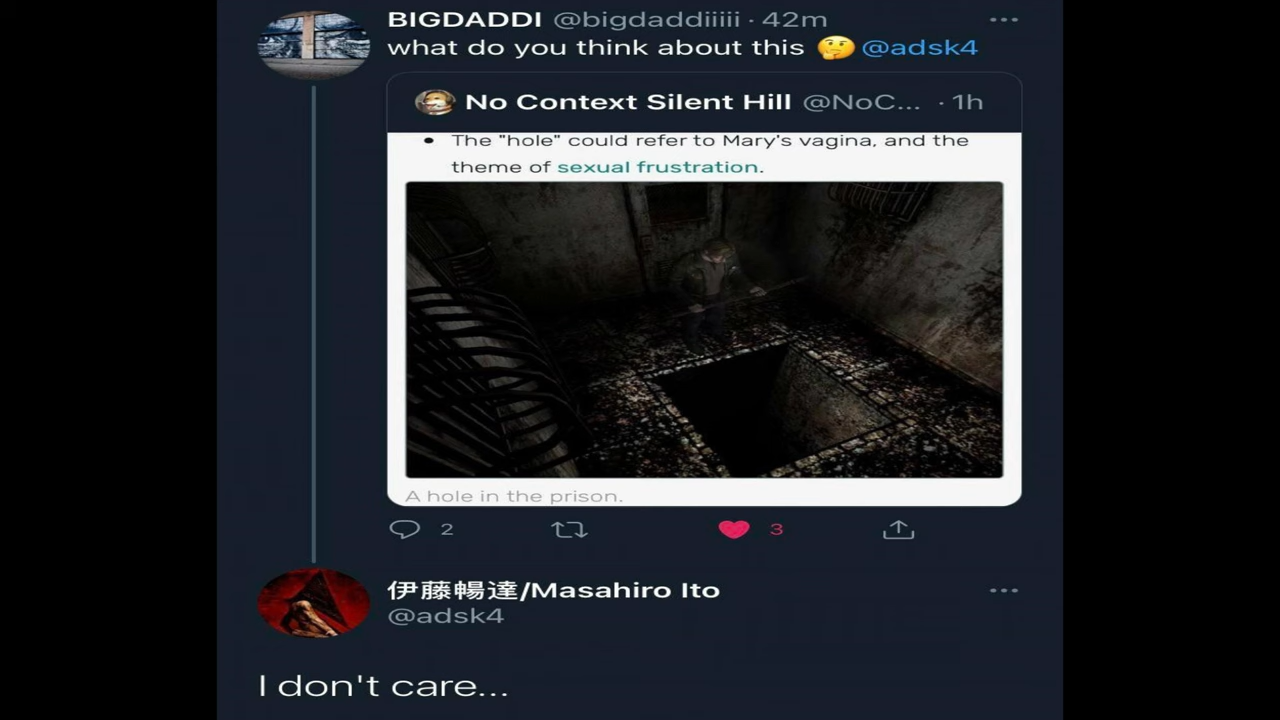 BIGDADDI @bigdaddiiiii · 42m
what do you think about this 🤔 @adsk4
No Context Silent Hill @NoC... · 1h
• The "hole" could refer to Mary's vagina, and the
theme of sexual frustration.
A hole in the prison.
2 3
伊藤暢達/Masahiro Ito
@adsk4
I don't care...